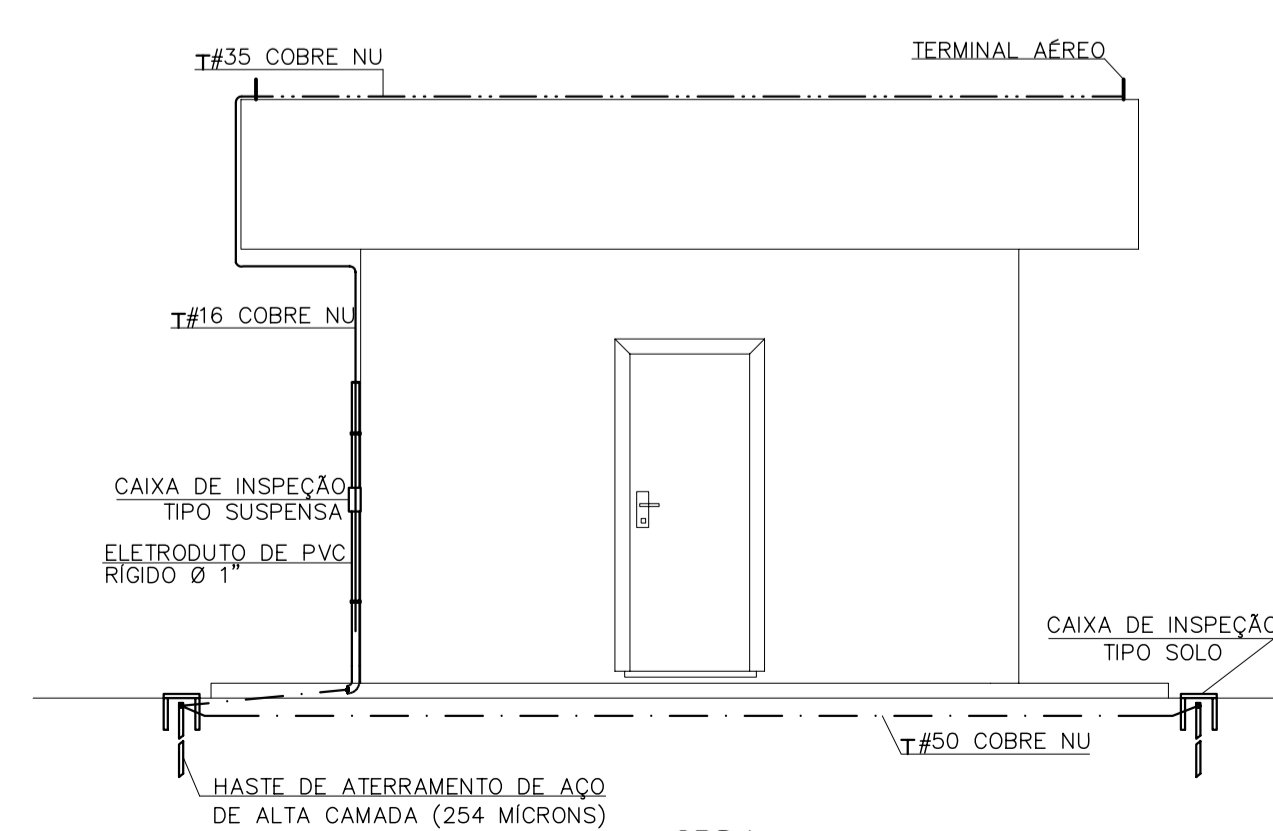 T#35 COBRE NU
TERMINAL AÉREO
T#16 COBRE NU
CAIXA DE INSPEÇÃO
TIPO SUSPENSA
ELETRODUTO DE PVC
RÍGIDO Ø 1"
CAIXA DE INSPEÇÃO
TIPO SOLO
T#50 COBRE NU
HASTE DE ATERRAMENTO DE AÇO
DE ALTA CAMADA (254 MÍCRONS)